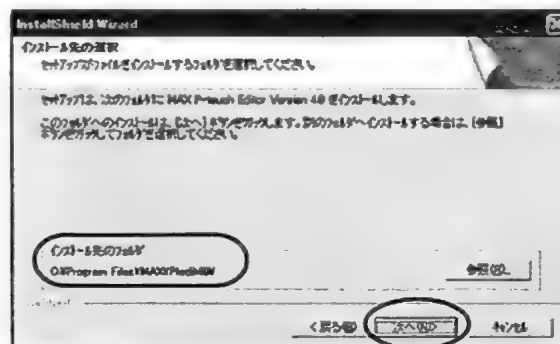 InstallShield Wizard
インストール先の選択
セットアップがファイルをインストールするフォルダを選択してください。
セットアップは、次のフォルダに MAX P-touch Editor Version 4.0 をインストールします。
このフォルダへのインストールは、[次へ]ボタンをクリックします。別のフォルダへインストールする場合は、[参照]
ボタンをクリックしてフォルダを選択してください。
インストール先のフォルダ
参照(R)...
< 戻る(B)
次へ(N)>
キャンセル